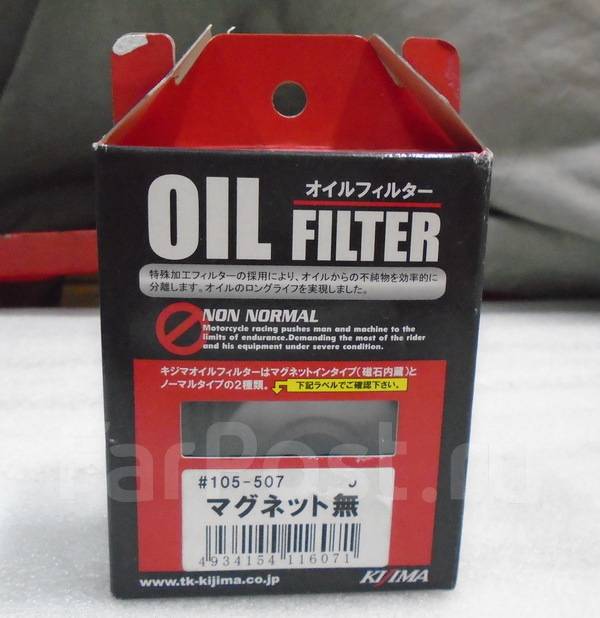 オイルフィルター
OIL FILTER
特殊加工フィルターの採用により、オイルからの不純物を効率的に
分離します。オイルのロングライフを実現しました。
NON NORMAL
Motorcycle racing pushes man and machine to the
limits of endurance.Demanding the most of the rider
and his equipment under severe condition.
キジマオイルフィルターはマグネットインタイプ(磁石内蔵)と
ノーマルタイプの2種類。 下記ラベルでご確認下さい。
FarPost.ru
#105-507 J
マグネット無
4934154 116071
www.tk-kijima.co.jp KIJIMA